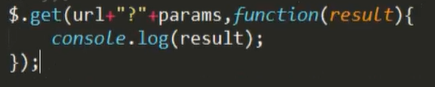 $.get(url+"?"+params,function(result){
    console.log(result);
});